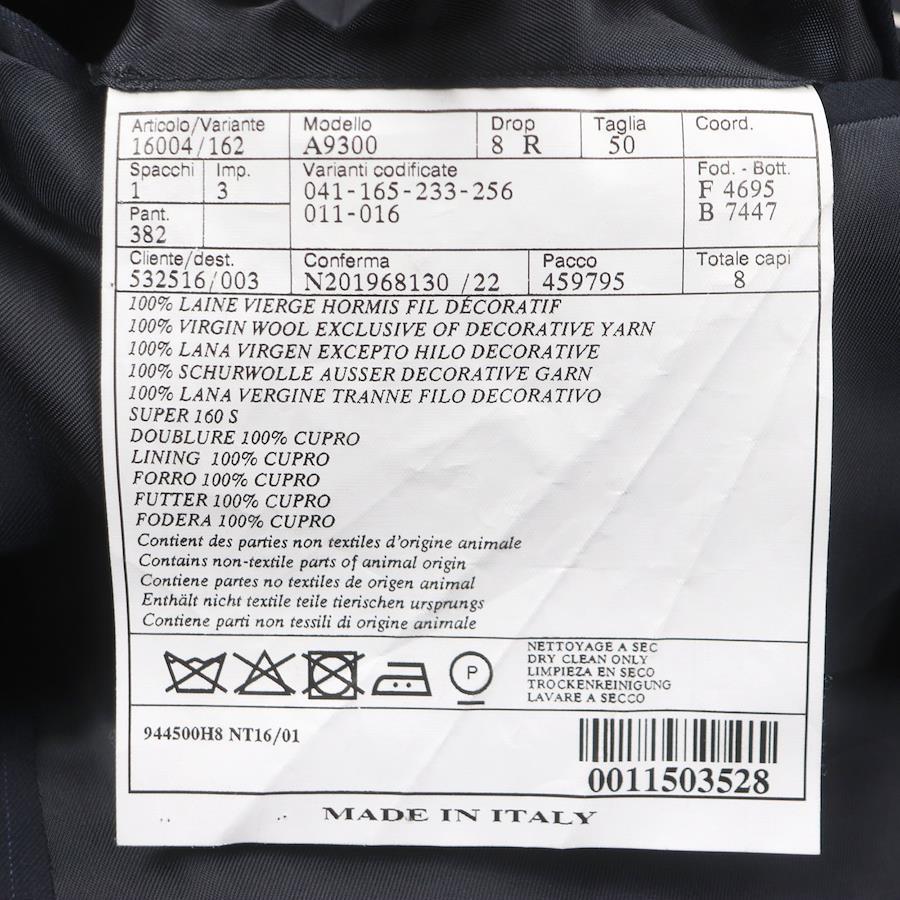 Articolo/Variante Modello Drop Taglia Coord.
16004/162 A9300 8 R 50
Spacchi Imp. Varianti codificate Fod. - Bott.
1 3 041-165-233-256 F 4695
Pant. 011-016 B 7447
382
Cliente/dest. Conferma Pacco Totale capi
532516/003 N201968130 /22 459795 8
100% LAINE VIERGE HORMIS FIL DÉCORATIF
100% VIRGIN WOOL EXCLUSIVE OF DECORATIVE YARN
100% LANA VIRGEN EXCEPTO HILO DECORATIVE
100% SCHURWOLLE AUSSER DECORATIVE GARN
100% LANA VERGINE TRANNE FILO DECORATIVO
SUPER 160 S
DOUBLURE 100% CUPRO
LINING 100% CUPRO
FORRO 100% CUPRO
FUTTER 100% CUPRO
FODERA 100% CUPRO
Contient des parties non textiles d'origine animale
Contains non-textile parts of animal origin
Contiene partes no textiles de origen animal
Enthält nicht textile teile tierischen ursprungs
Contiene parti non tessili di origine animale
P
NETTOYAGE A SEC
DRY CLEAN ONLY
LIMPIEZA EN SECO
TROCKENREINIGUNG
LAVARE A SECCO
944500H8 NT16/01
0011503528
MADE IN ITALY